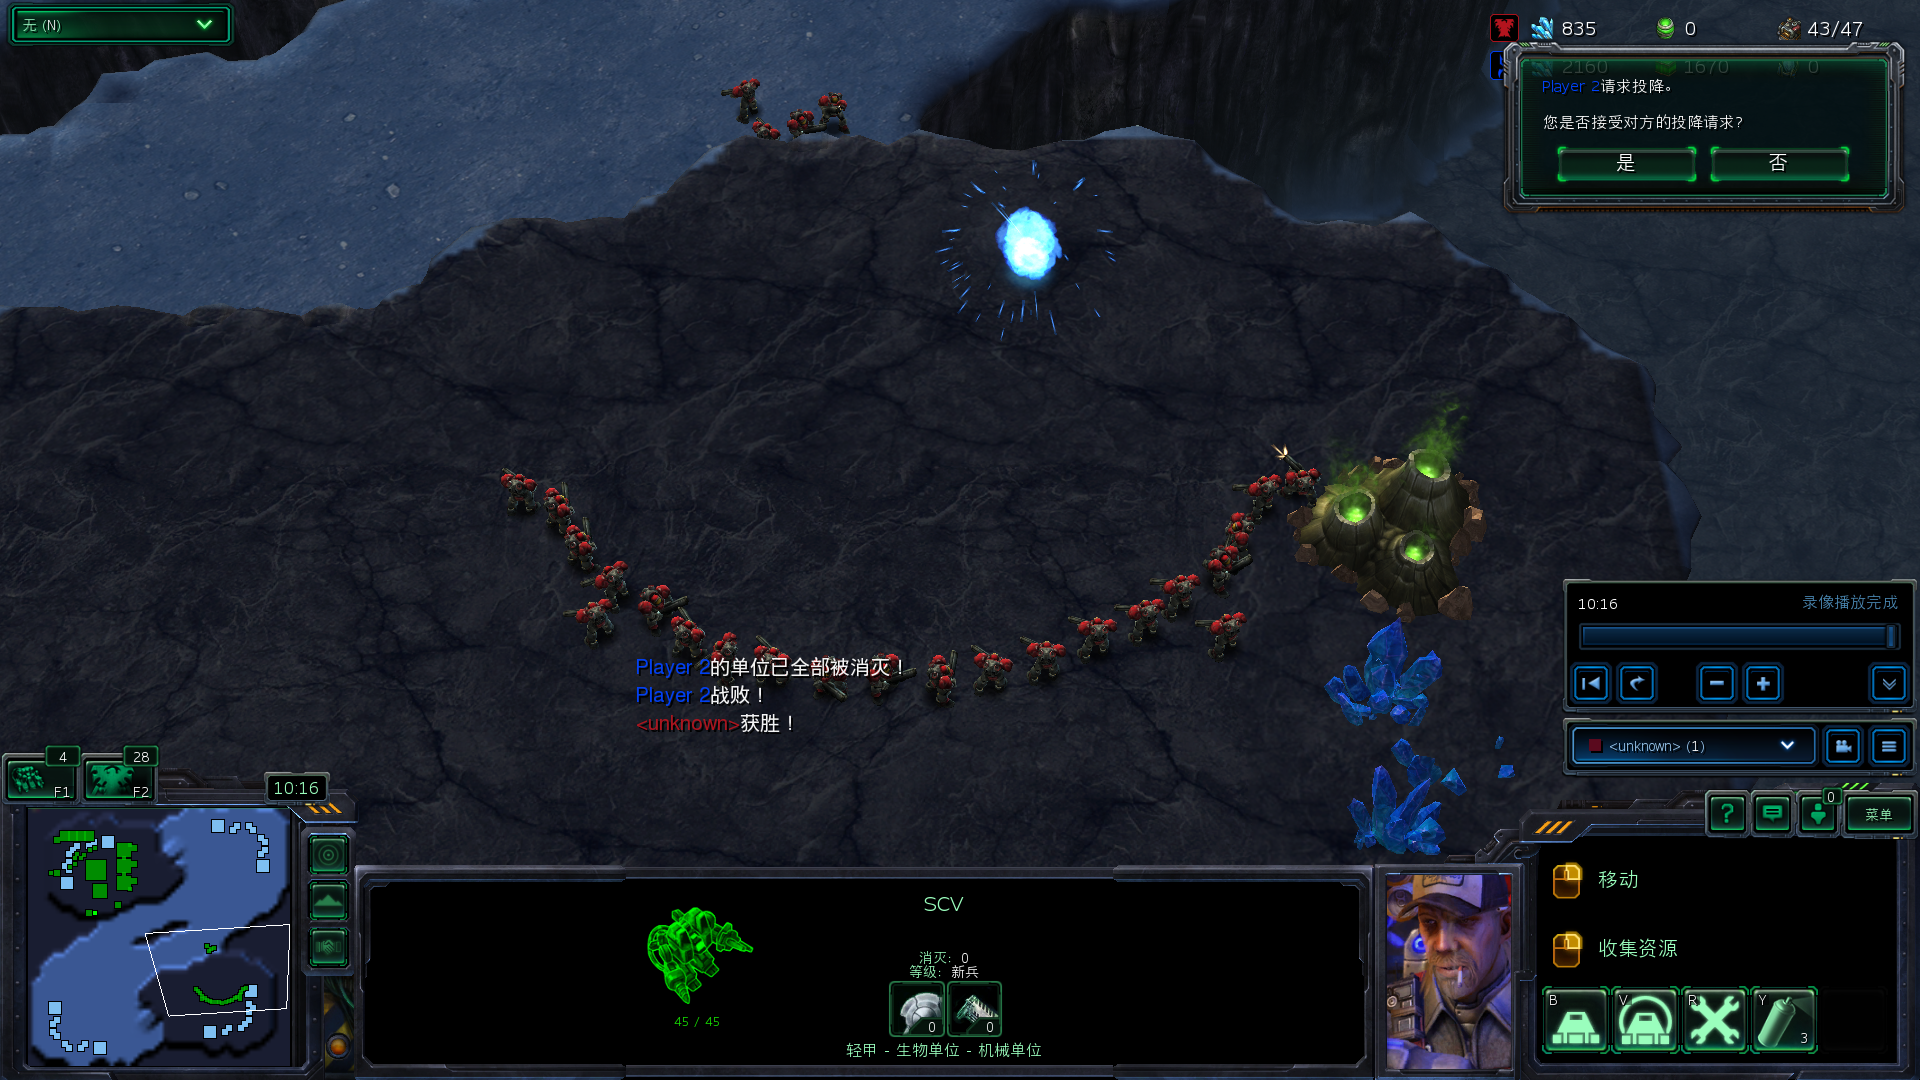 无 (N)
835
0
43/47
2160
1670
0
Player 2请求投降。
您是否接受对方的投降请求?
是
否
Player 2的单位已全部被消灭！
Player 2战败！
<unknown>获胜！
10:16
录像播放完成
<unknown> (1)
4
F1
28
F2
10:16
0
菜单
SCV
消灭: 0
等级: 新兵
0
0
45 / 45
轻甲 - 生物单位 - 机械单位
移动
收集资源
B
V
R
Y
3